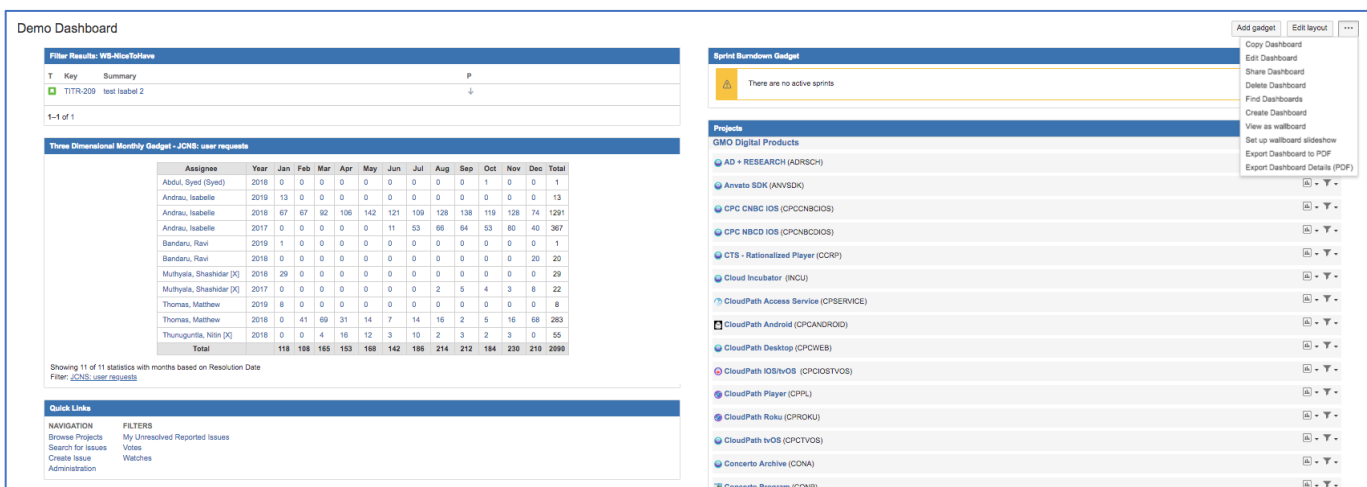 Demo Dashboard
Add gadget Edit layout ...
Copy Dashboard
Edit Dashboard
Share Dashboard
Delete Dashboard
Find Dashboards
Create Dashboard
View as wallboard
Set up wallboard slideshow
Export Dashboard to PDF
Export Dashboard Details (PDF)
Filter Results: WS-NiceToHave
T Key Summary P
TITR-209 test Isabel 2
1–1 of 1
Three Dimensional Monthly Gadget - JCNS: user requests
Assignee Year Jan Feb Mar Apr May Jun Jul Aug Sep Oct Nov Dec Total
Abdul, Syed (Syed) 2018 0 0 0 0 0 0 0 0 0 1 0 0 1
Andrau, Isabelle 2019 13 0 0 0 0 0 0 0 0 0 0 0 13
Andrau, Isabelle 2018 67 67 92 106 142 121 109 128 138 119 128 74 1291
Andrau, Isabelle 2017 0 0 0 0 0 11 53 66 64 53 80 40 367
Bandaru, Ravi 2019 1 0 0 0 0 0 0 0 0 0 0 0 1
Bandaru, Ravi 2018 0 0 0 0 0 0 0 0 0 0 0 20 20
Muthyala, Shashidar [X] 2018 29 0 0 0 0 0 0 0 0 0 0 0 29
Muthyala, Shashidar [X] 2017 0 0 0 0 0 0 0 2 5 4 3 8 22
Thomas, Matthew 2019 8 0 0 0 0 0 0 0 0 0 0 0 8
Thomas, Matthew 2018 0 41 69 31 14 7 14 16 2 5 16 68 283
Thunuguntla, Nitin [X] 2018 0 0 4 16 12 3 10 2 3 2 3 0 55
Total 118 108 165 153 168 142 186 214 212 184 230 210 2090
Showing 11 of 11 statistics with months based on Resolution Date
Filter: JCNS: user requests
Quick Links
NAVIGATION FILTERS
Browse Projects My Unresolved Reported Issues
Search for Issues Votes
Create Issue Watches
Administration
Sprint Burndown Gadget
There are no active sprints
Projects
GMO Digital Products
AD + RESEARCH (ADRSCH)
Anvato SDK (ANVSDK)
CPC CNBC IOS (CPCCNBCIOS)
CPC NBCD IOS (CPCNBCDIOS)
CTS - Rationalized Player (CCRP)
Cloud Incubator (INCU)
CloudPath Access Service (CPSERVICE)
CloudPath Android (CPCANDROID)
CloudPath Desktop (CPCWEB)
CloudPath IOS/tvOS (CPCIOSTVOS)
CloudPath Player (CPPL)
CloudPath Roku (CPROKU)
CloudPath tvOS (CPCTVOS)
Concerto Archive (CONA)
Concerto Program (CONP)